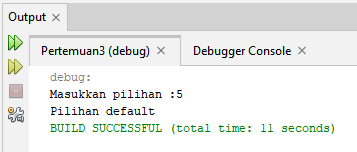 Output ×
Pertemuan3 (debug) × Debugger Console ×
debug:
Masukkan pilihan :5
Pilihan default
BUILD SUCCESSFUL (total time: 11 seconds)